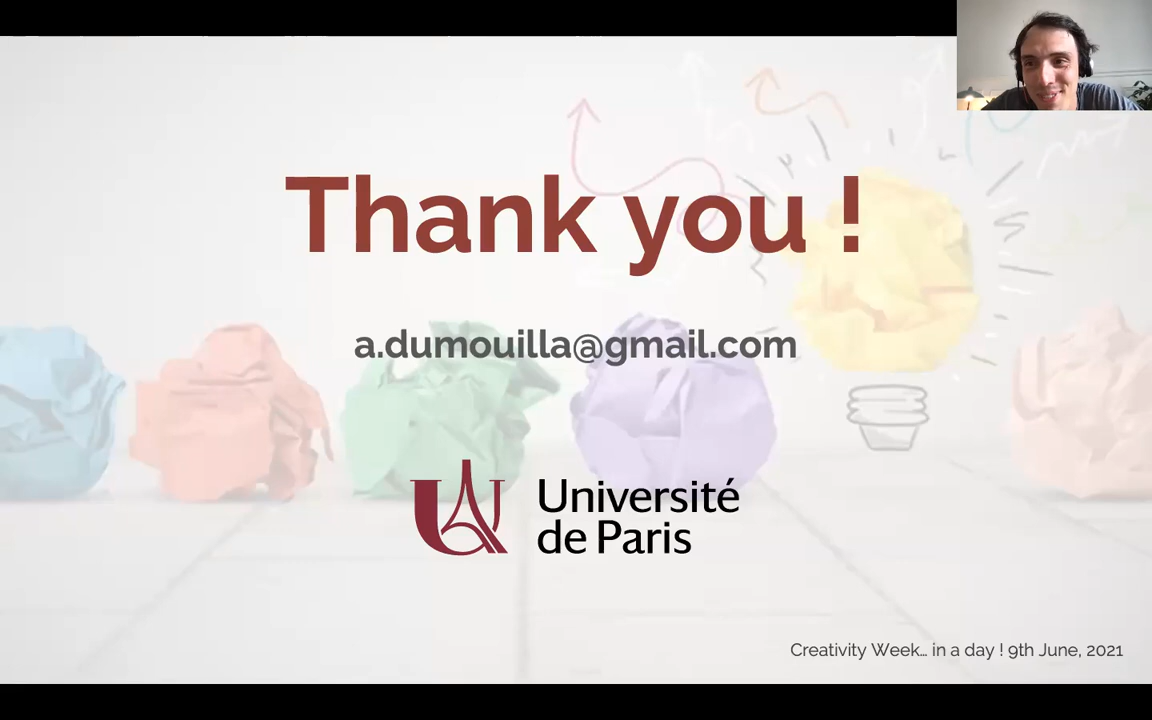 Thank you !
a.dumouilla@gmail.com
Université
de Paris
Creativity Week... in a day ! 9th June, 2021